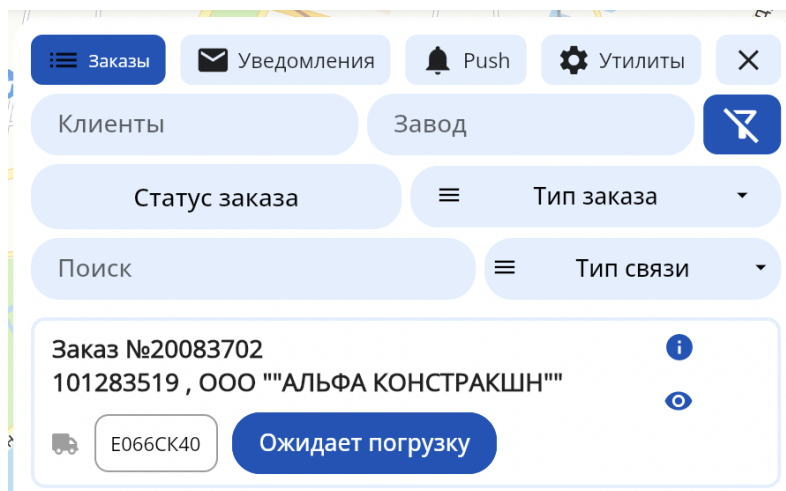 Заказы Уведомления Push Утилиты
Клиенты Завод
Статус заказа Тип заказа
Поиск Тип связи
Заказ №20083702
101283519 , ООО ""АЛЬФА КОНСТРАКШН""
Е066СК40 Ожидает погрузку